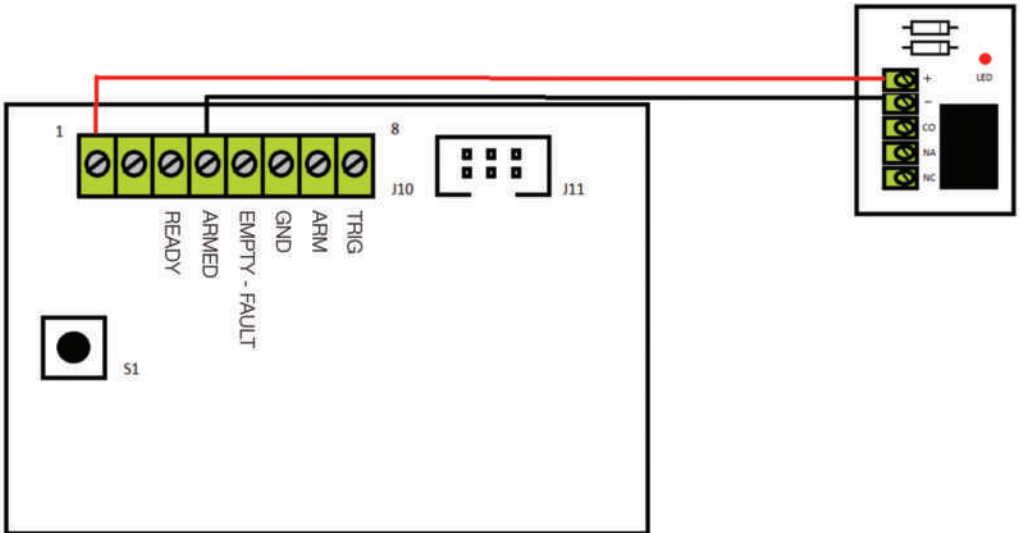 LED
+
−
CO
NA
NC
1
8
J10
J11
READY
ARMED
EMPTY - FAULT
GND
ARM
TRIG
S1